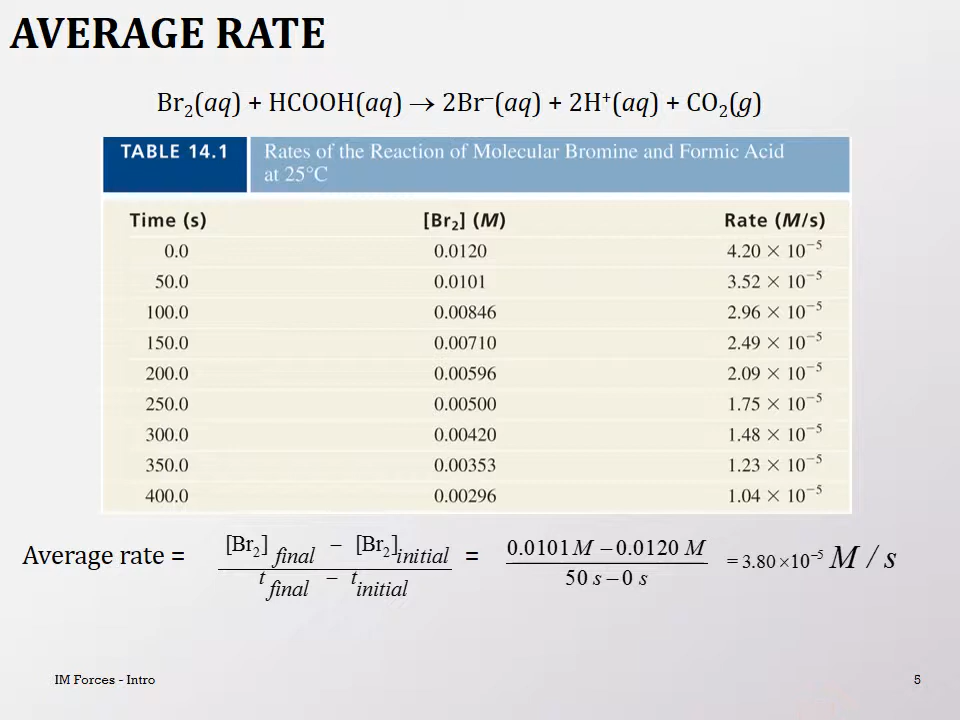 AVERAGE RATE
Br₂(aq) + HCOOH(aq) → 2Br⁻(aq) + 2H⁺(aq) + CO₂(g)
TABLE 14.1 Rates of the Reaction of Molecular Bromine and Formic Acid
at 25°C
Time (s) [Br₂] (M) Rate (M/s)
0.0 0.0120 4.20 × 10⁻⁵
50.0 0.0101 3.52 × 10⁻⁵
100.0 0.00846 2.96 × 10⁻⁵
150.0 0.00710 2.49 × 10⁻⁵
200.0 0.00596 2.09 × 10⁻⁵
250.0 0.00500 1.75 × 10⁻⁵
300.0 0.00420 1.48 × 10⁻⁵
350.0 0.00353 1.23 × 10⁻⁵
400.0 0.00296 1.04 × 10⁻⁵
[Br₂] final – [Br₂] initial 0.0101 M – 0.0120 M
Average rate = = = 3.80 × 10⁻⁵ M / s
t final – t initial 50 s – 0 s
IM Forces - Intro 5